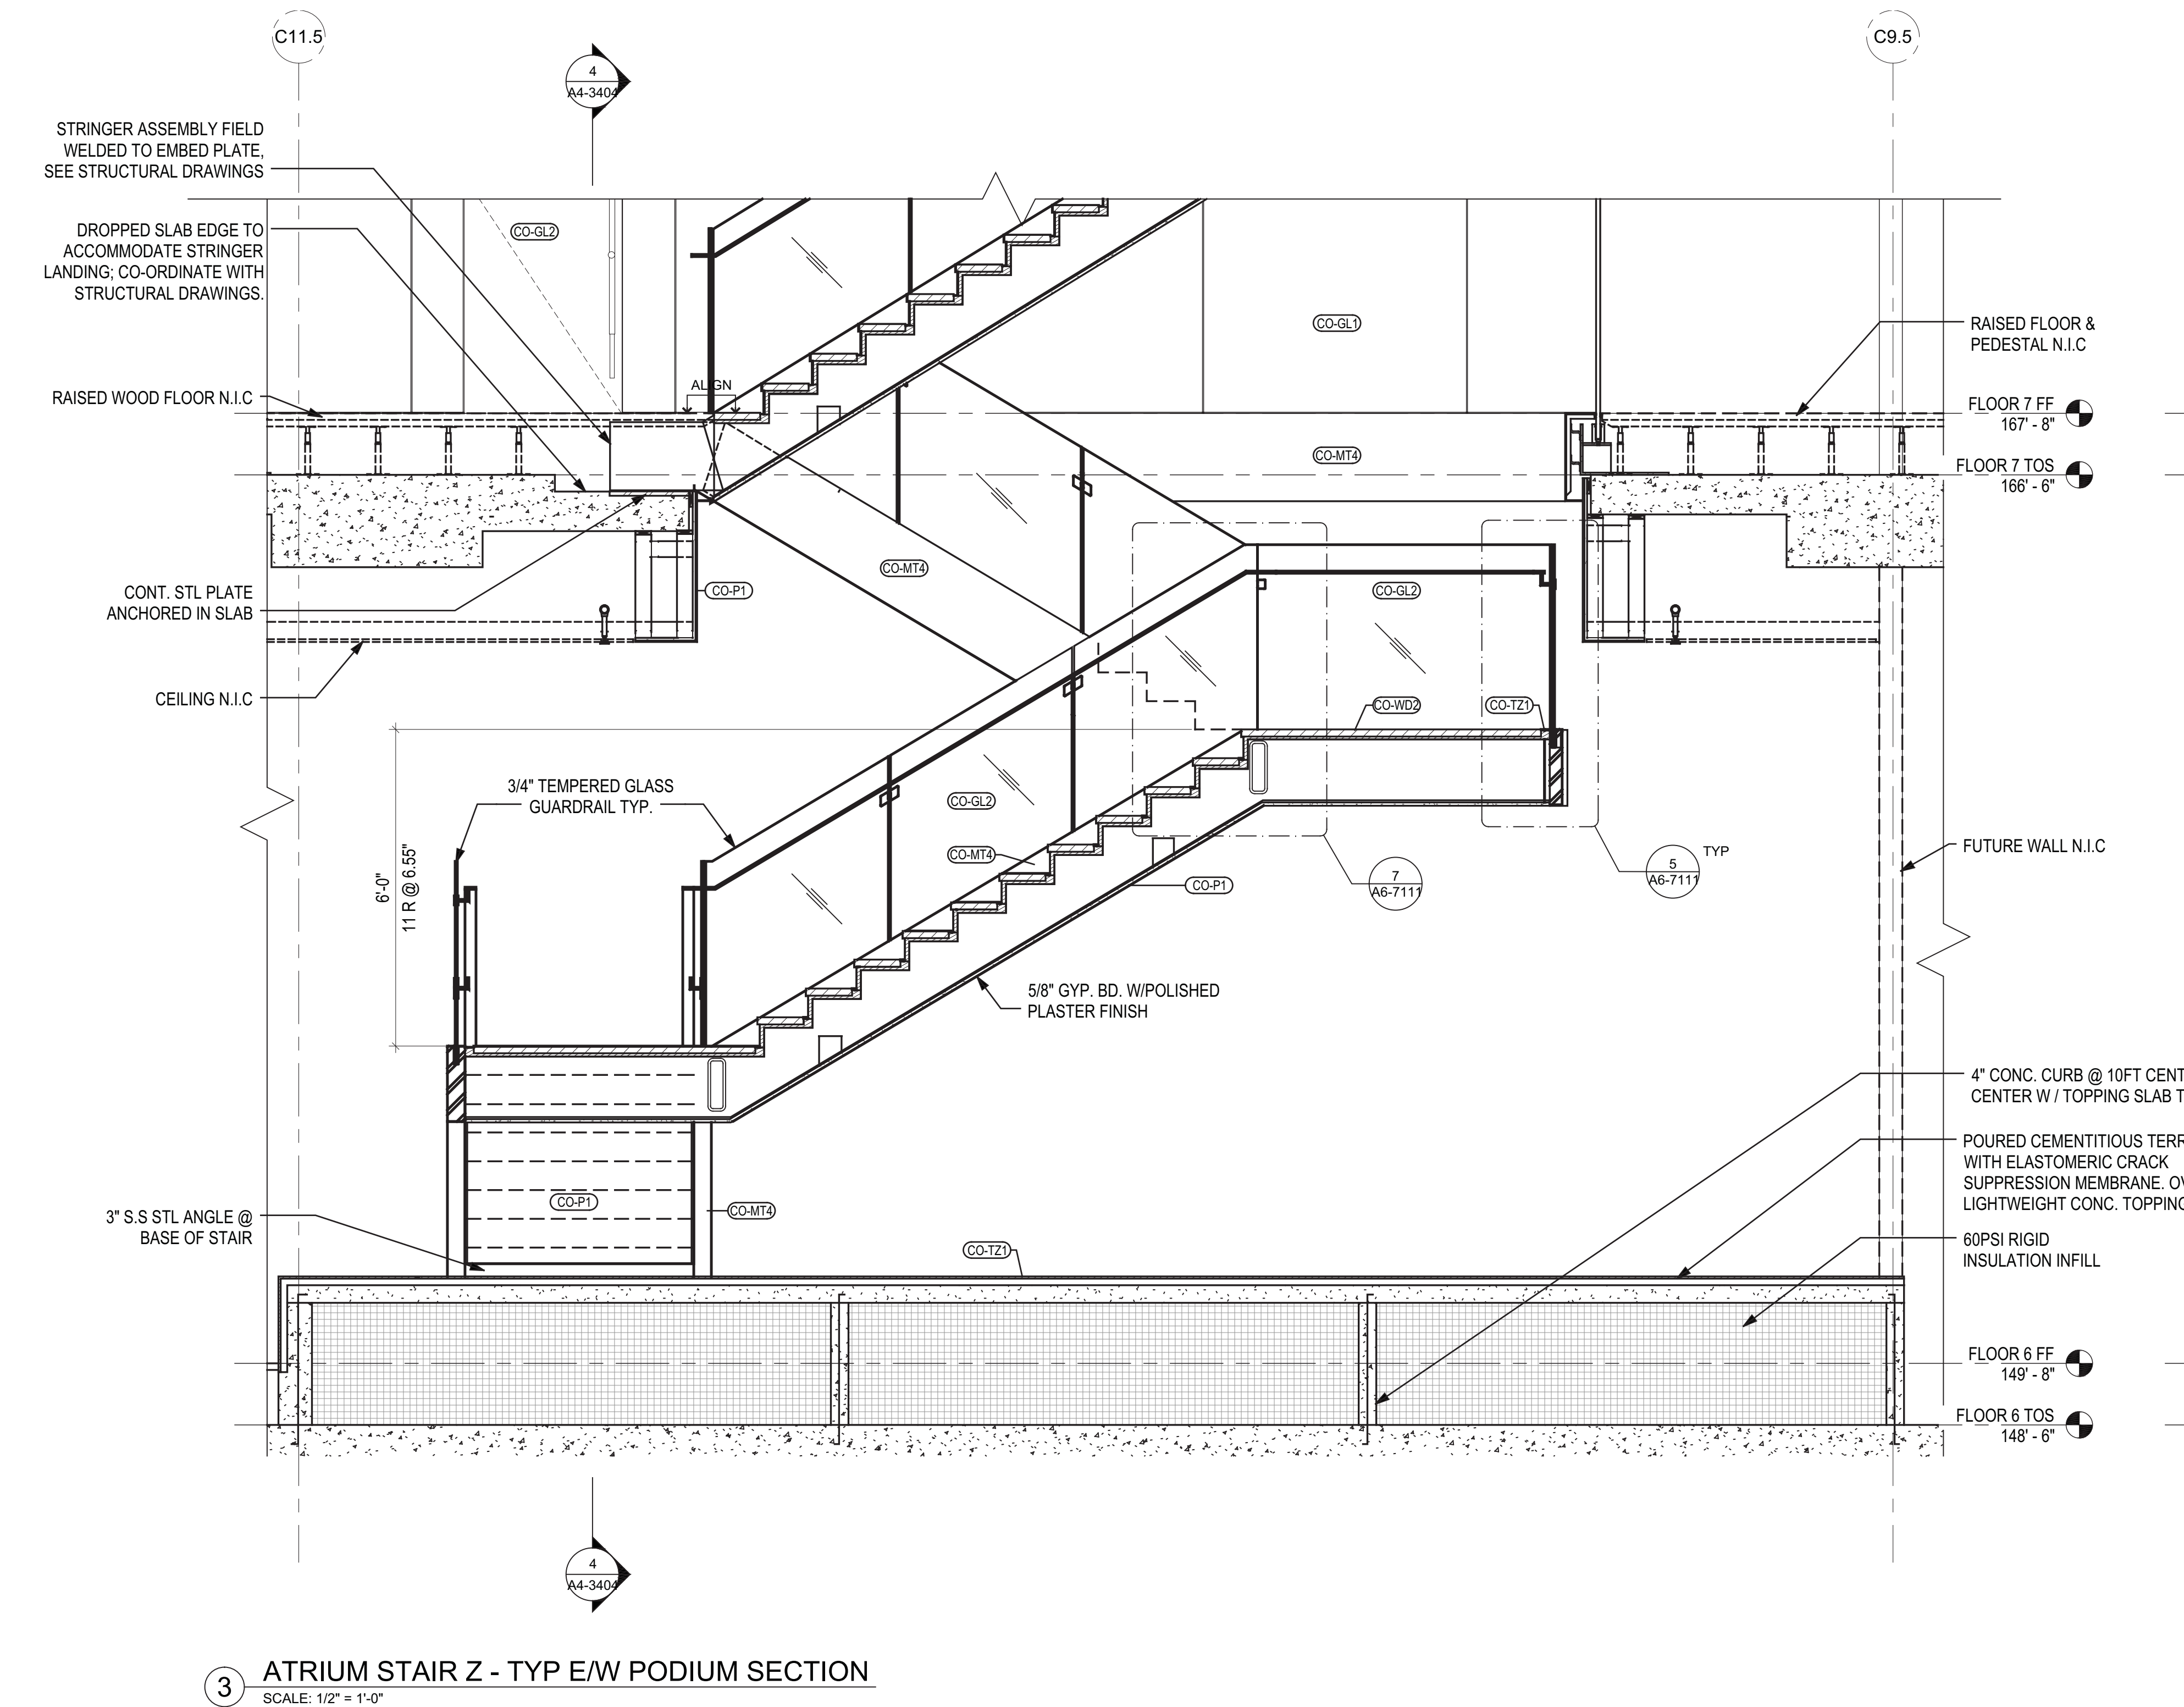 C11.5
C9.5
4
A4-3404
STRINGER ASSEMBLY FIELD
WELDED TO EMBED PLATE,
SEE STRUCTURAL DRAWINGS
DROPPED SLAB EDGE TO
ACCOMMODATE STRINGER
LANDING; CO-ORDINATE WITH
STRUCTURAL DRAWINGS.
CO-GL2
CO-GL1
RAISED FLOOR &
PEDESTAL N.I.C
ALIGN
RAISED WOOD FLOOR N.I.C
FLOOR 7 FF
167' - 8"
CO-MT4
FLOOR 7 TOS
166' - 6"
CO-MT4
CONT. STL PLATE
ANCHORED IN SLAB
CO-P1
CO-GL2
CEILING N.I.C
CO-WD2
CO-TZ1
3/4" TEMPERED GLASS
GUARDRAIL TYP.
CO-GL2
6'-0"
11 R @ 6.55"
CO-MT4
CO-P1
7
A6-7111
5
A6-7111
TYP
FUTURE WALL N.I.C
5/8" GYP. BD. W/POLISHED
PLASTER FINISH
4" CONC. CURB @ 10FT CENT
CENTER W / TOPPING SLAB T
POURED CEMENTITIOUS TERR
WITH ELASTOMERIC CRACK
SUPPRESSION MEMBRANE. OV
LIGHTWEIGHT CONC. TOPPING
CO-P1
CO-MT4
3" S.S STL ANGLE @
BASE OF STAIR
CO-TZ1
60PSI RIGID
INSULATION INFILL
FLOOR 6 FF
149' - 8"
FLOOR 6 TOS
148' - 6"
4
A4-3404
3
ATRIUM STAIR Z - TYP E/W PODIUM SECTION
SCALE: 1/2" = 1'-0"